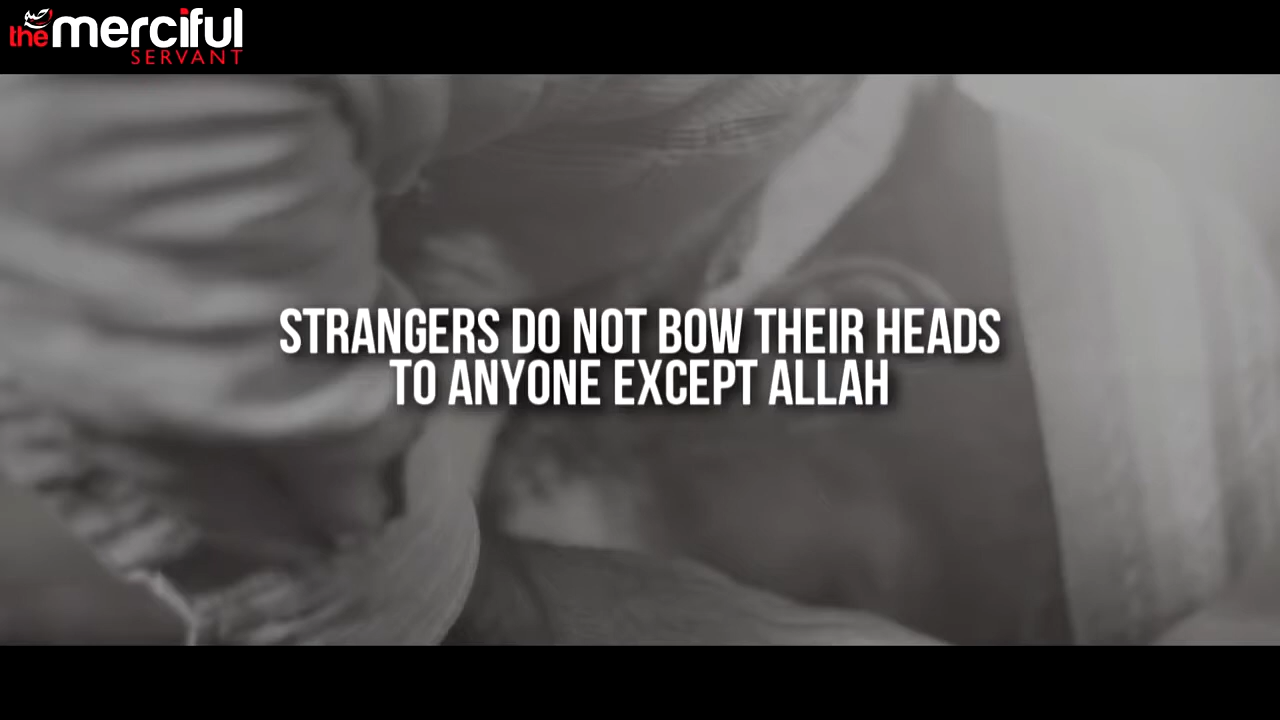 the merciful
SERVANT
STRANGERS DO NOT BOW THEIR HEADS
TO ANYONE EXCEPT ALLAH